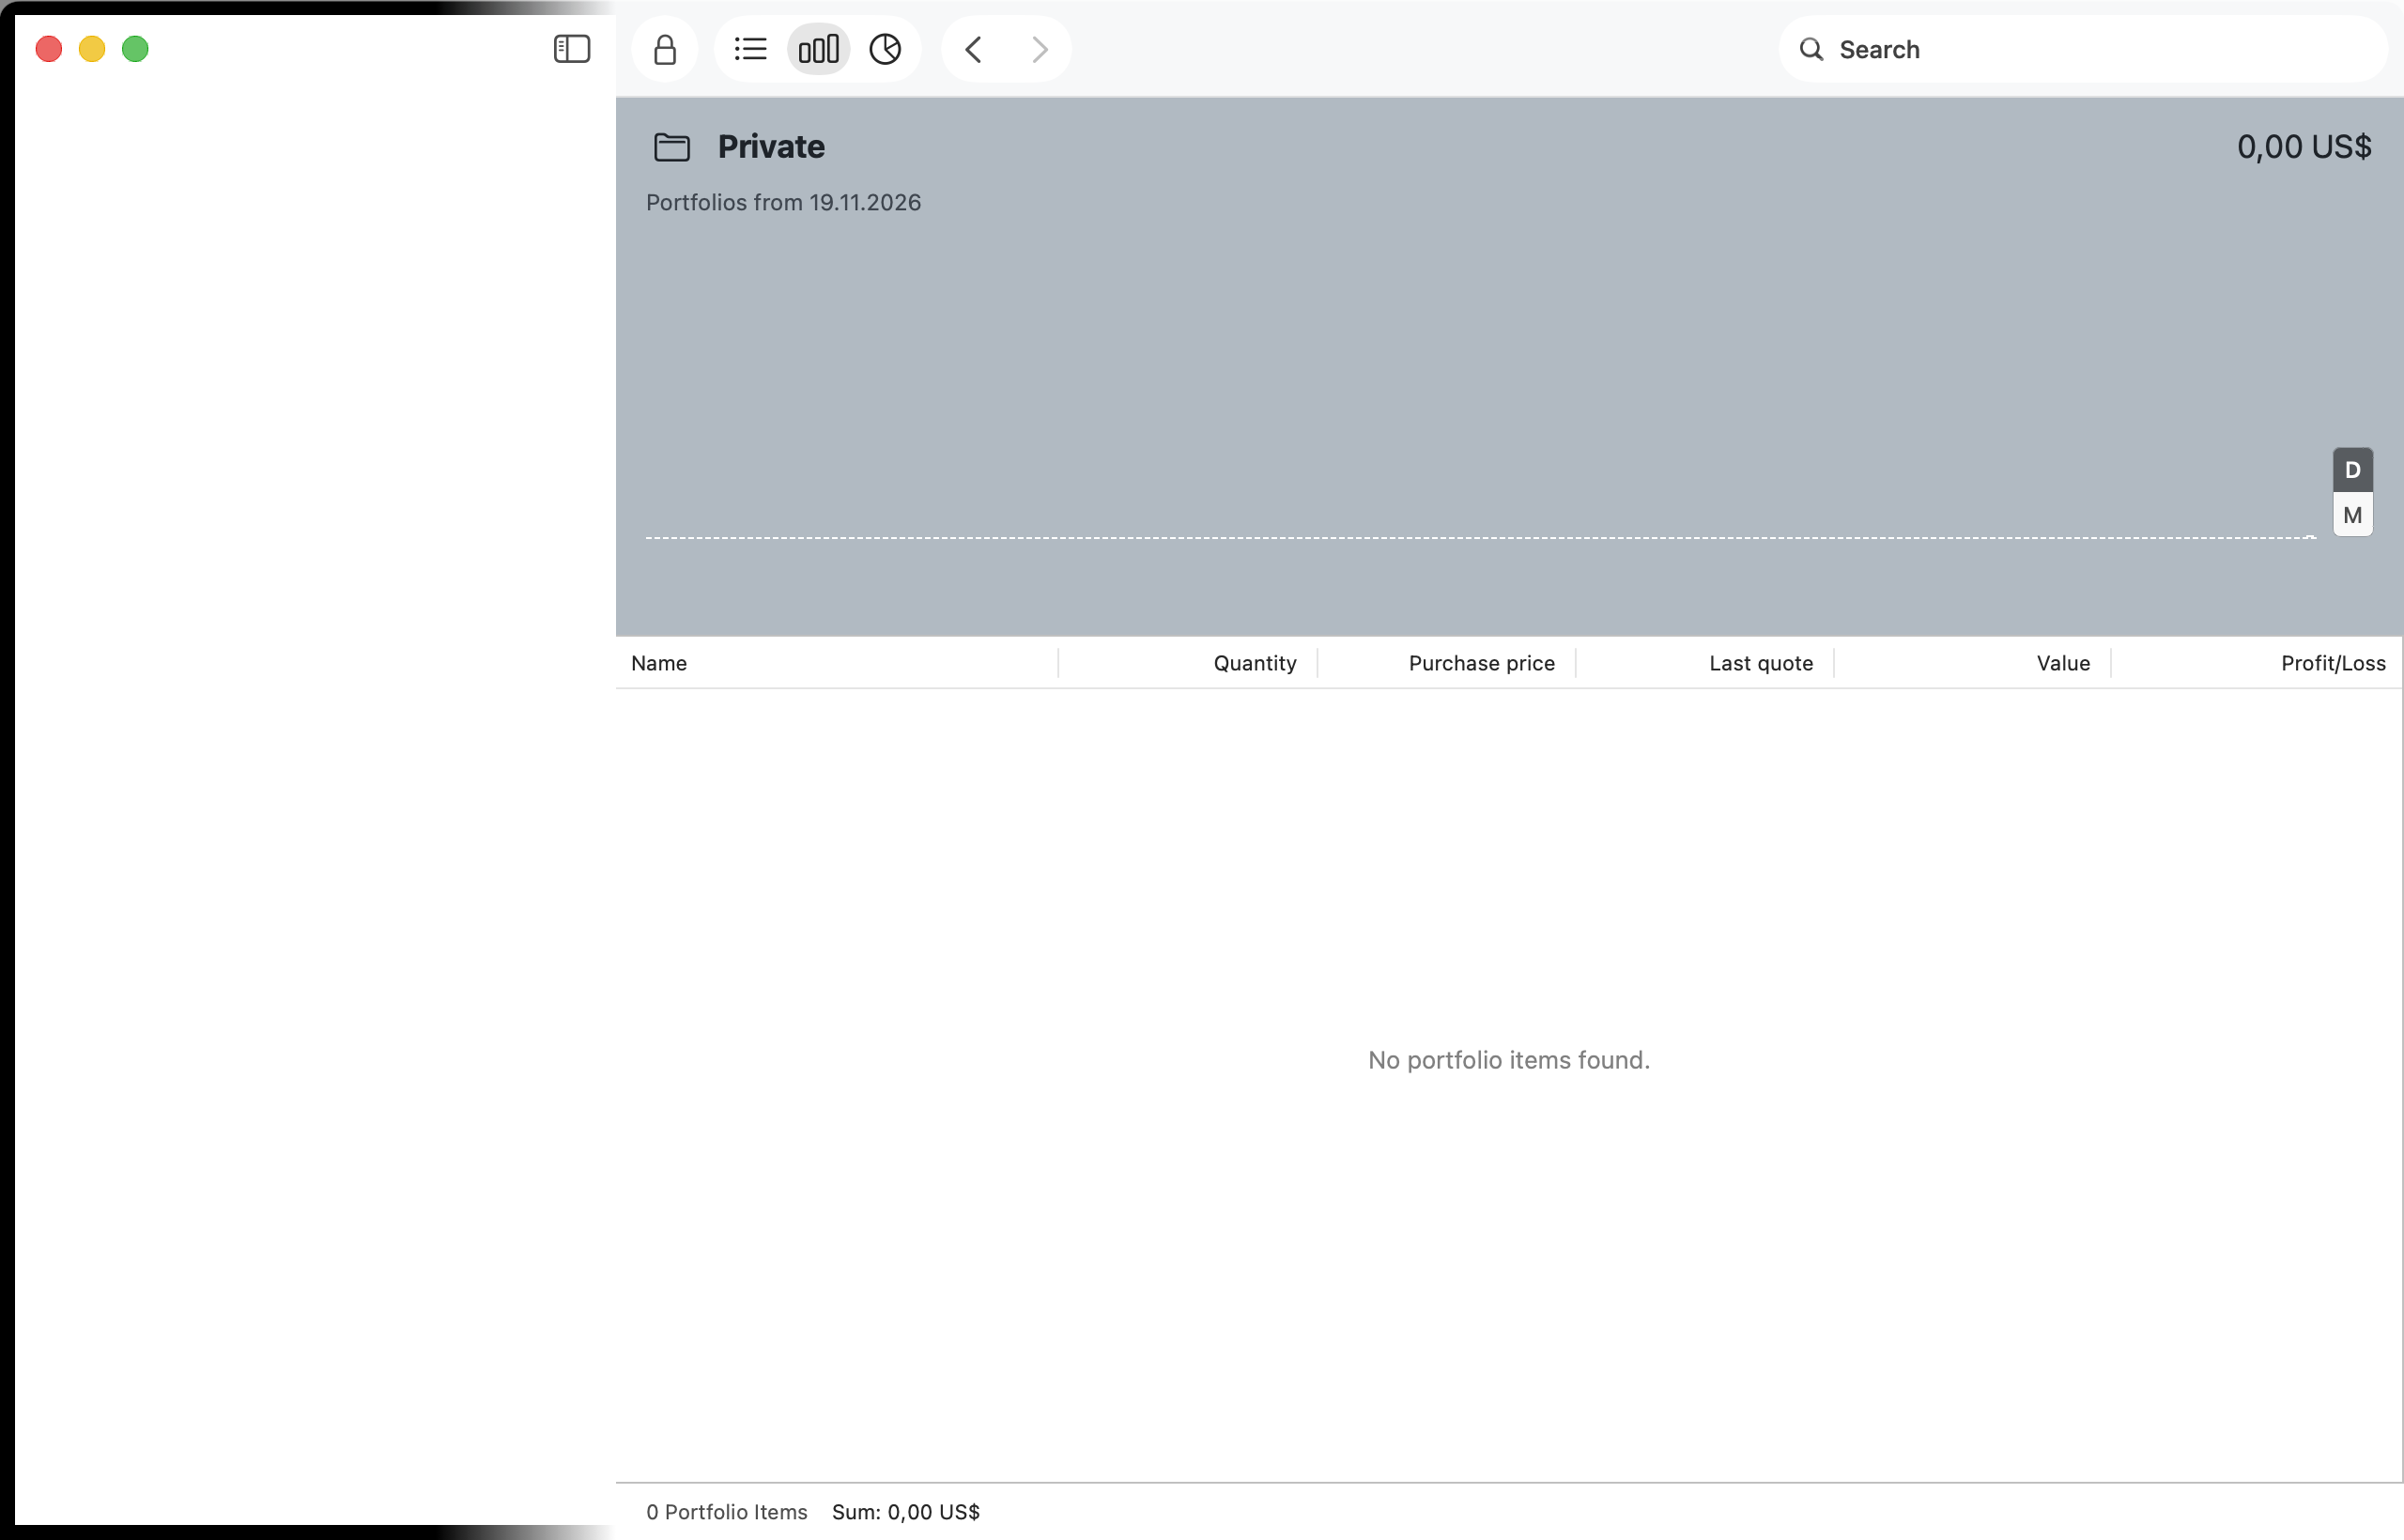 Search
Private
0,00 US$
Portfolios from 19.11.2026
D
M
Name Quantity Purchase price Last quote Value Profit/Loss
No portfolio items found.
0 Portfolio Items Sum: 0,00 US$